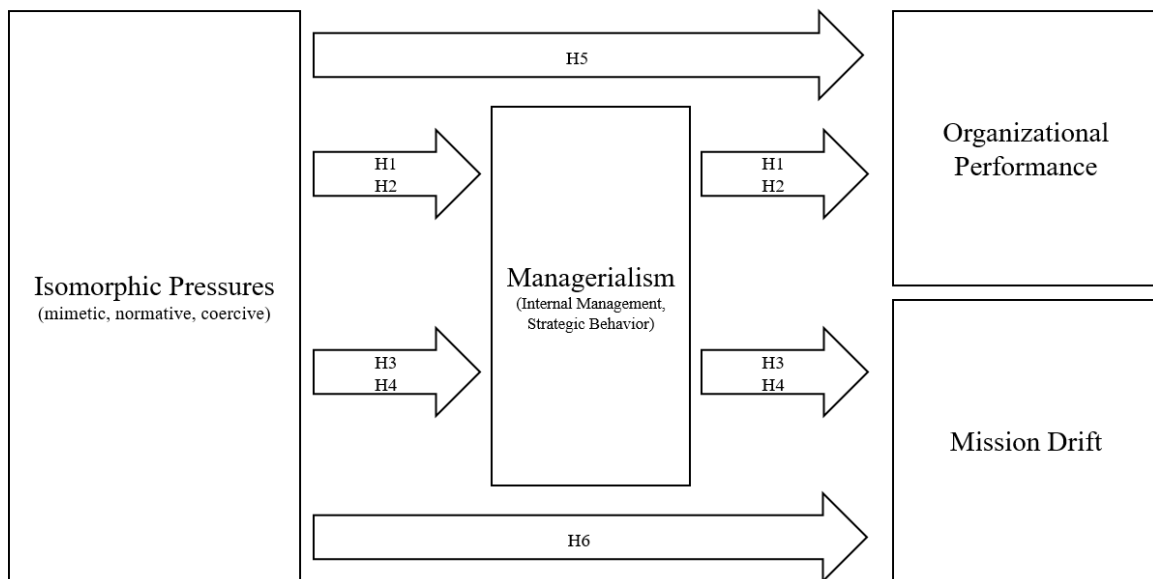 H5
Organizational
Performance
H1
H2
H1
H2
Isomorphic Pressures
(mimetic, normative, coercive)
Managerialism
(Internal Management,
Strategic Behavior)
H3
H4
H3
H4
Mission Drift
H6